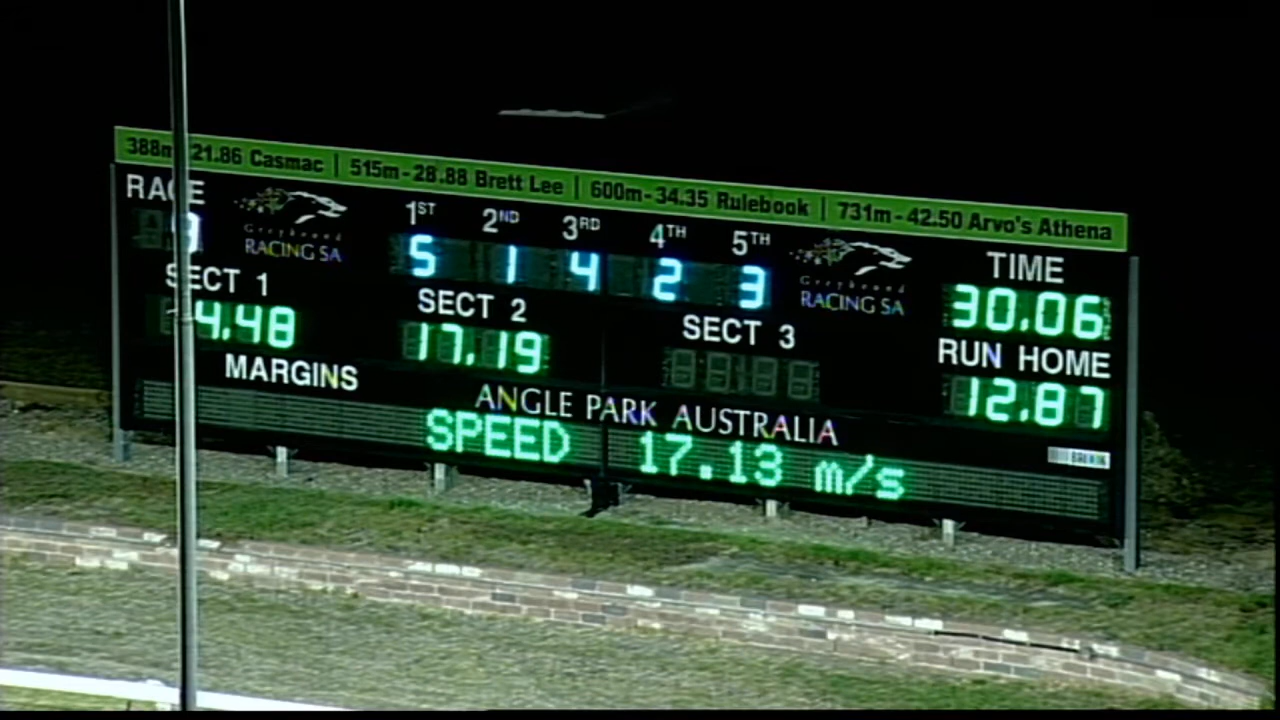 388m-21.86 Casmac | 515m-28.88 Brett Lee | 600m-34.35 Rulebook | 731m-42.50 Arvo's Athena
RACE
9
Greyhound
RACING SA
1ST 2ND 3RD 4TH 5TH
5 1 4 2 3
Greyhound
RACING SA
TIME
30.06
SECT 1
4.48
SECT 2
17.19
SECT 3
RUN HOME
12.87
MARGINS
ANGLE PARK AUSTRALIA
SPEED 17.13 m/s